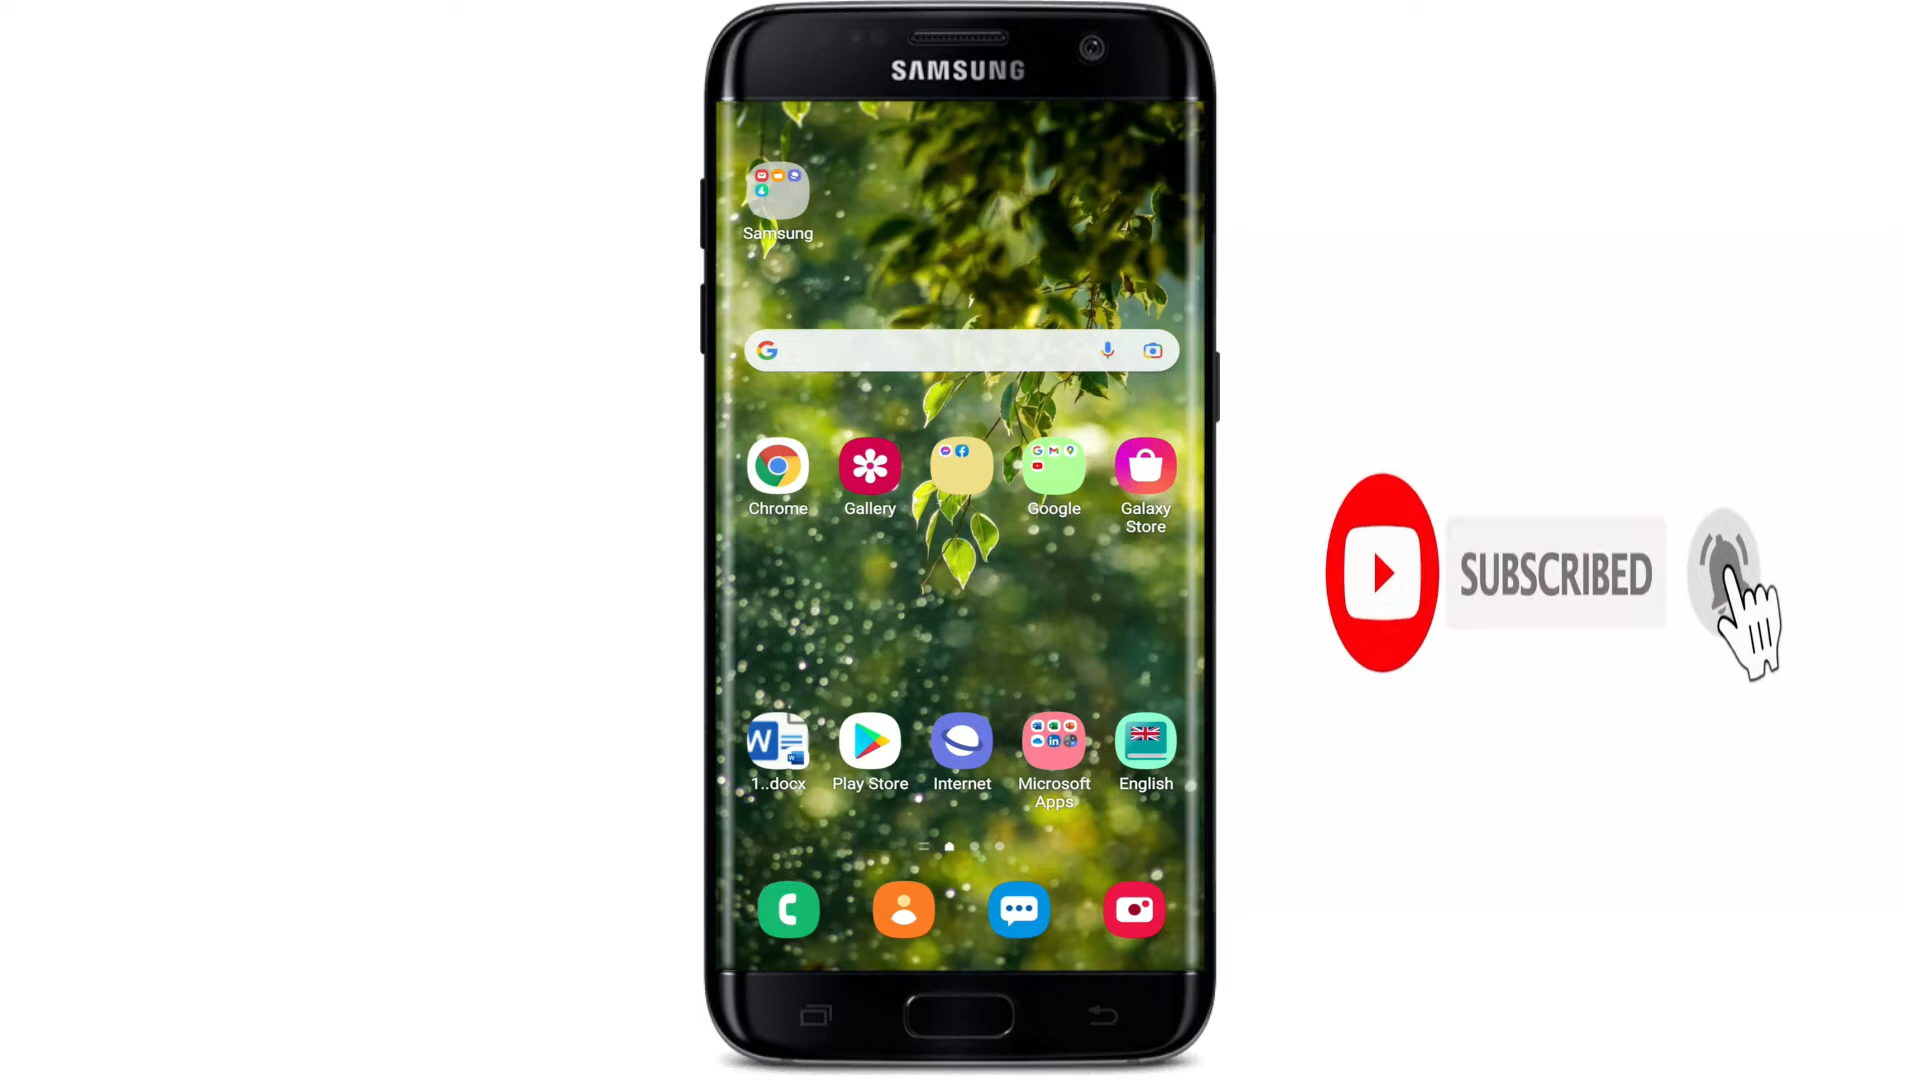 SAMSUNG
Samsung
Chrome
Gallery
Google
Galaxy
Store
SUBSCRIBED
1..docx
Play Store
Internet
Microsoft
Apps
English